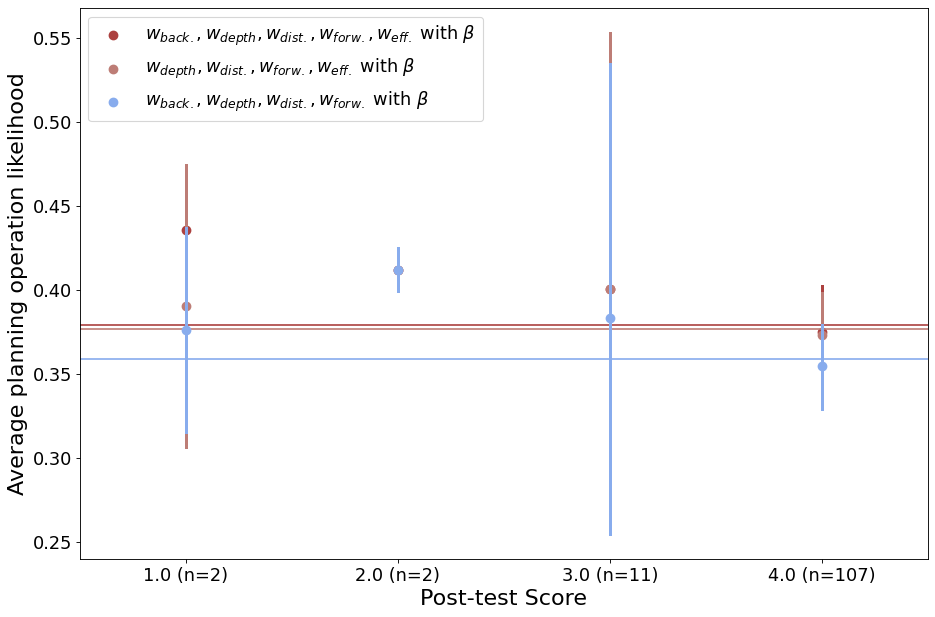 w_back., w_depth, w_dist., w_forw., w_eff. with β
w_depth, w_dist., w_forw., w_eff. with β
w_back., w_depth, w_dist., w_forw. with β
Average planning operation likelihood
0.55
0.50
0.45
0.40
0.35
0.30
0.25
1.0 (n=2) 2.0 (n=2) 3.0 (n=11) 4.0 (n=107)
Post-test Score